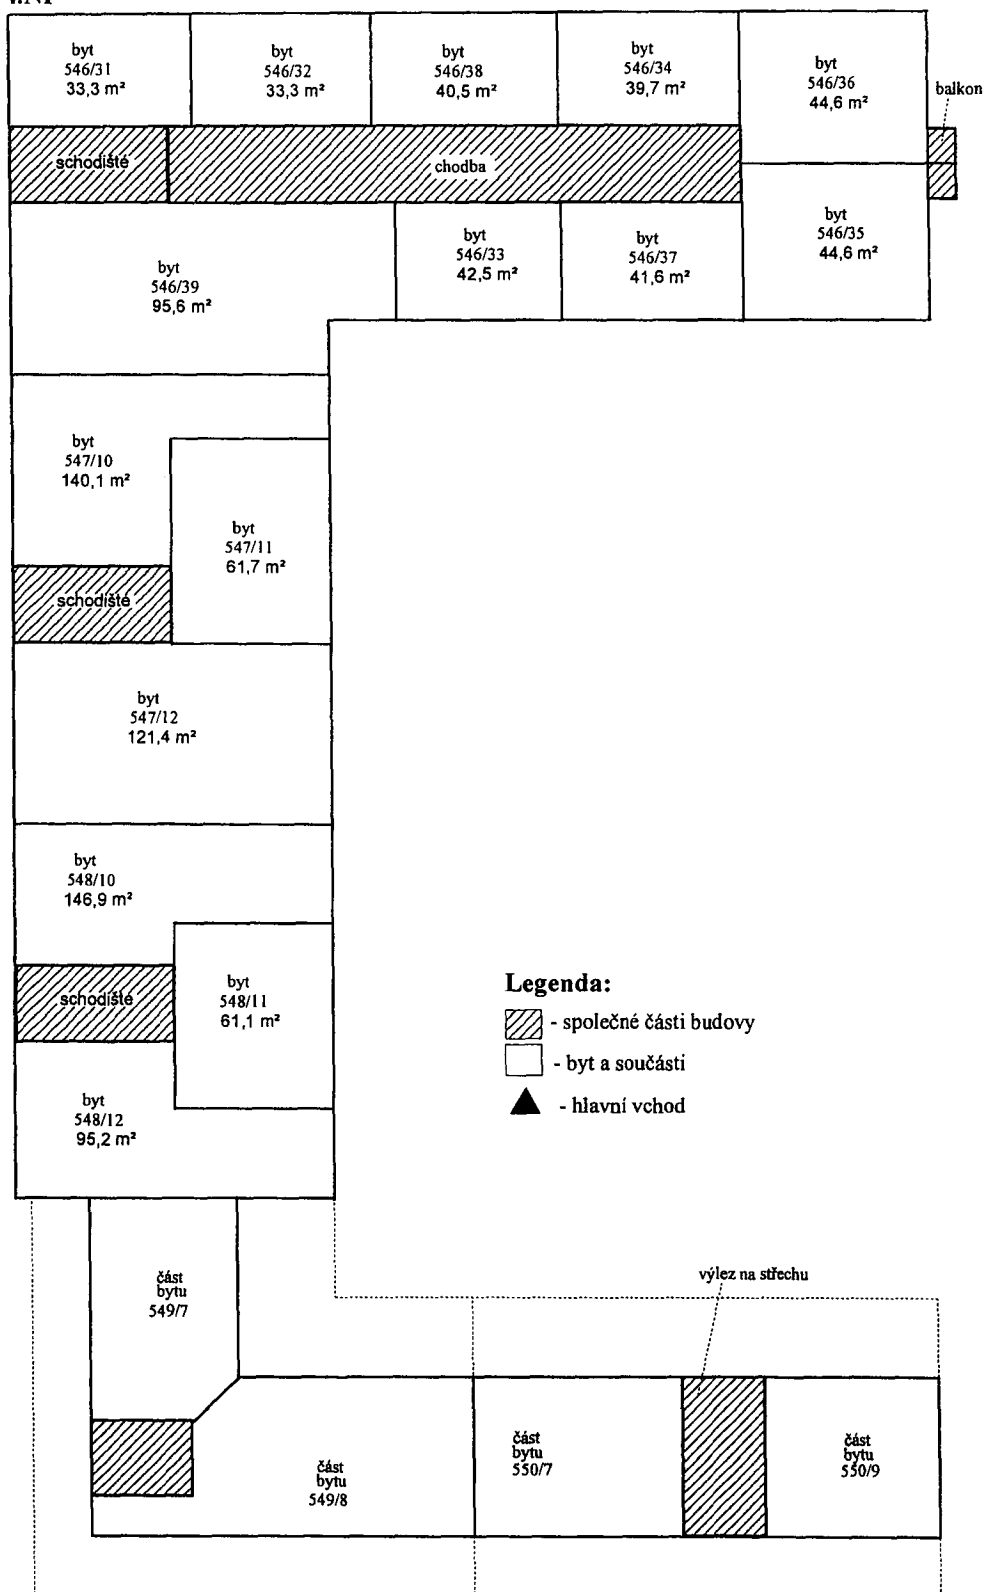 byt
546/31
33,3 m²
byt
546/32
33,3 m²
byt
546/38
40,5 m²
byt
546/34
39,7 m²
byt
546/36
44,6 m²
balkon
schodiště
chodba
byt
546/39
95,6 m²
byt
546/33
42,5 m²
byt
546/37
41,6 m²
byt
546/35
44,6 m²
byt
547/10
140,1 m²
byt
547/11
61,7 m²
schodiště
byt
547/12
121,4 m²
byt
548/10
146,9 m²
schodiště
byt
548/11
61,1 m²
byt
548/12
95,2 m²
Legenda:
- společné části budovy
- byt a součásti
- hlavní vchod
část
bytu
549/7
výlez na střechu
část
bytu
549/8
část
bytu
550/7
část
bytu
550/9